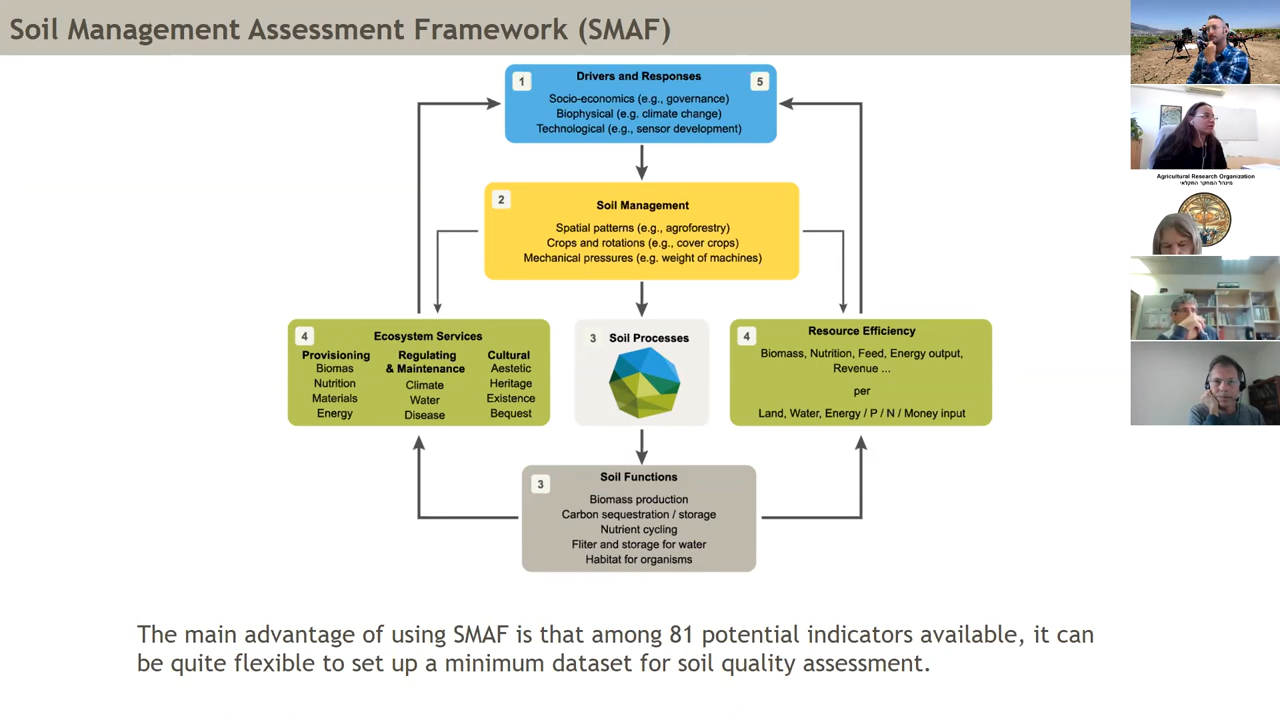 Soil Management Assessment Framework (SMAF)
1
Drivers and Responses
5
Socio-economics (e.g., governance)
Biophysical (e.g. climate change)
Technological (e.g., sensor development)
2
Soil Management
Spatial patterns (e.g., agroforestry)
Crops and rotations (e.g., cover crops)
Mechanical pressures (e.g. weight of machines)
4
Ecosystem Services
Provisioning
Biomas
Nutrition
Materials
Energy
Regulating
& Maintenance
Climate
Water
Disease
Cultural
Aestetic
Heritage
Existence
Bequest
3
Soil Processes
4
Resource Efficiency
Biomass, Nutrition, Feed, Energy output,
Revenue ...
per
Land, Water, Energy / P / N / Money input
3
Soil Functions
Biomass production
Carbon sequestration / storage
Nutrient cycling
Fliter and storage for water
Habitat for organisms
The main advantage of using SMAF is that among 81 potential indicators available, it can
be quite flexible to set up a minimum dataset for soil quality assessment.
Agricultural Research Organization
מינהל המחקר החקלאי